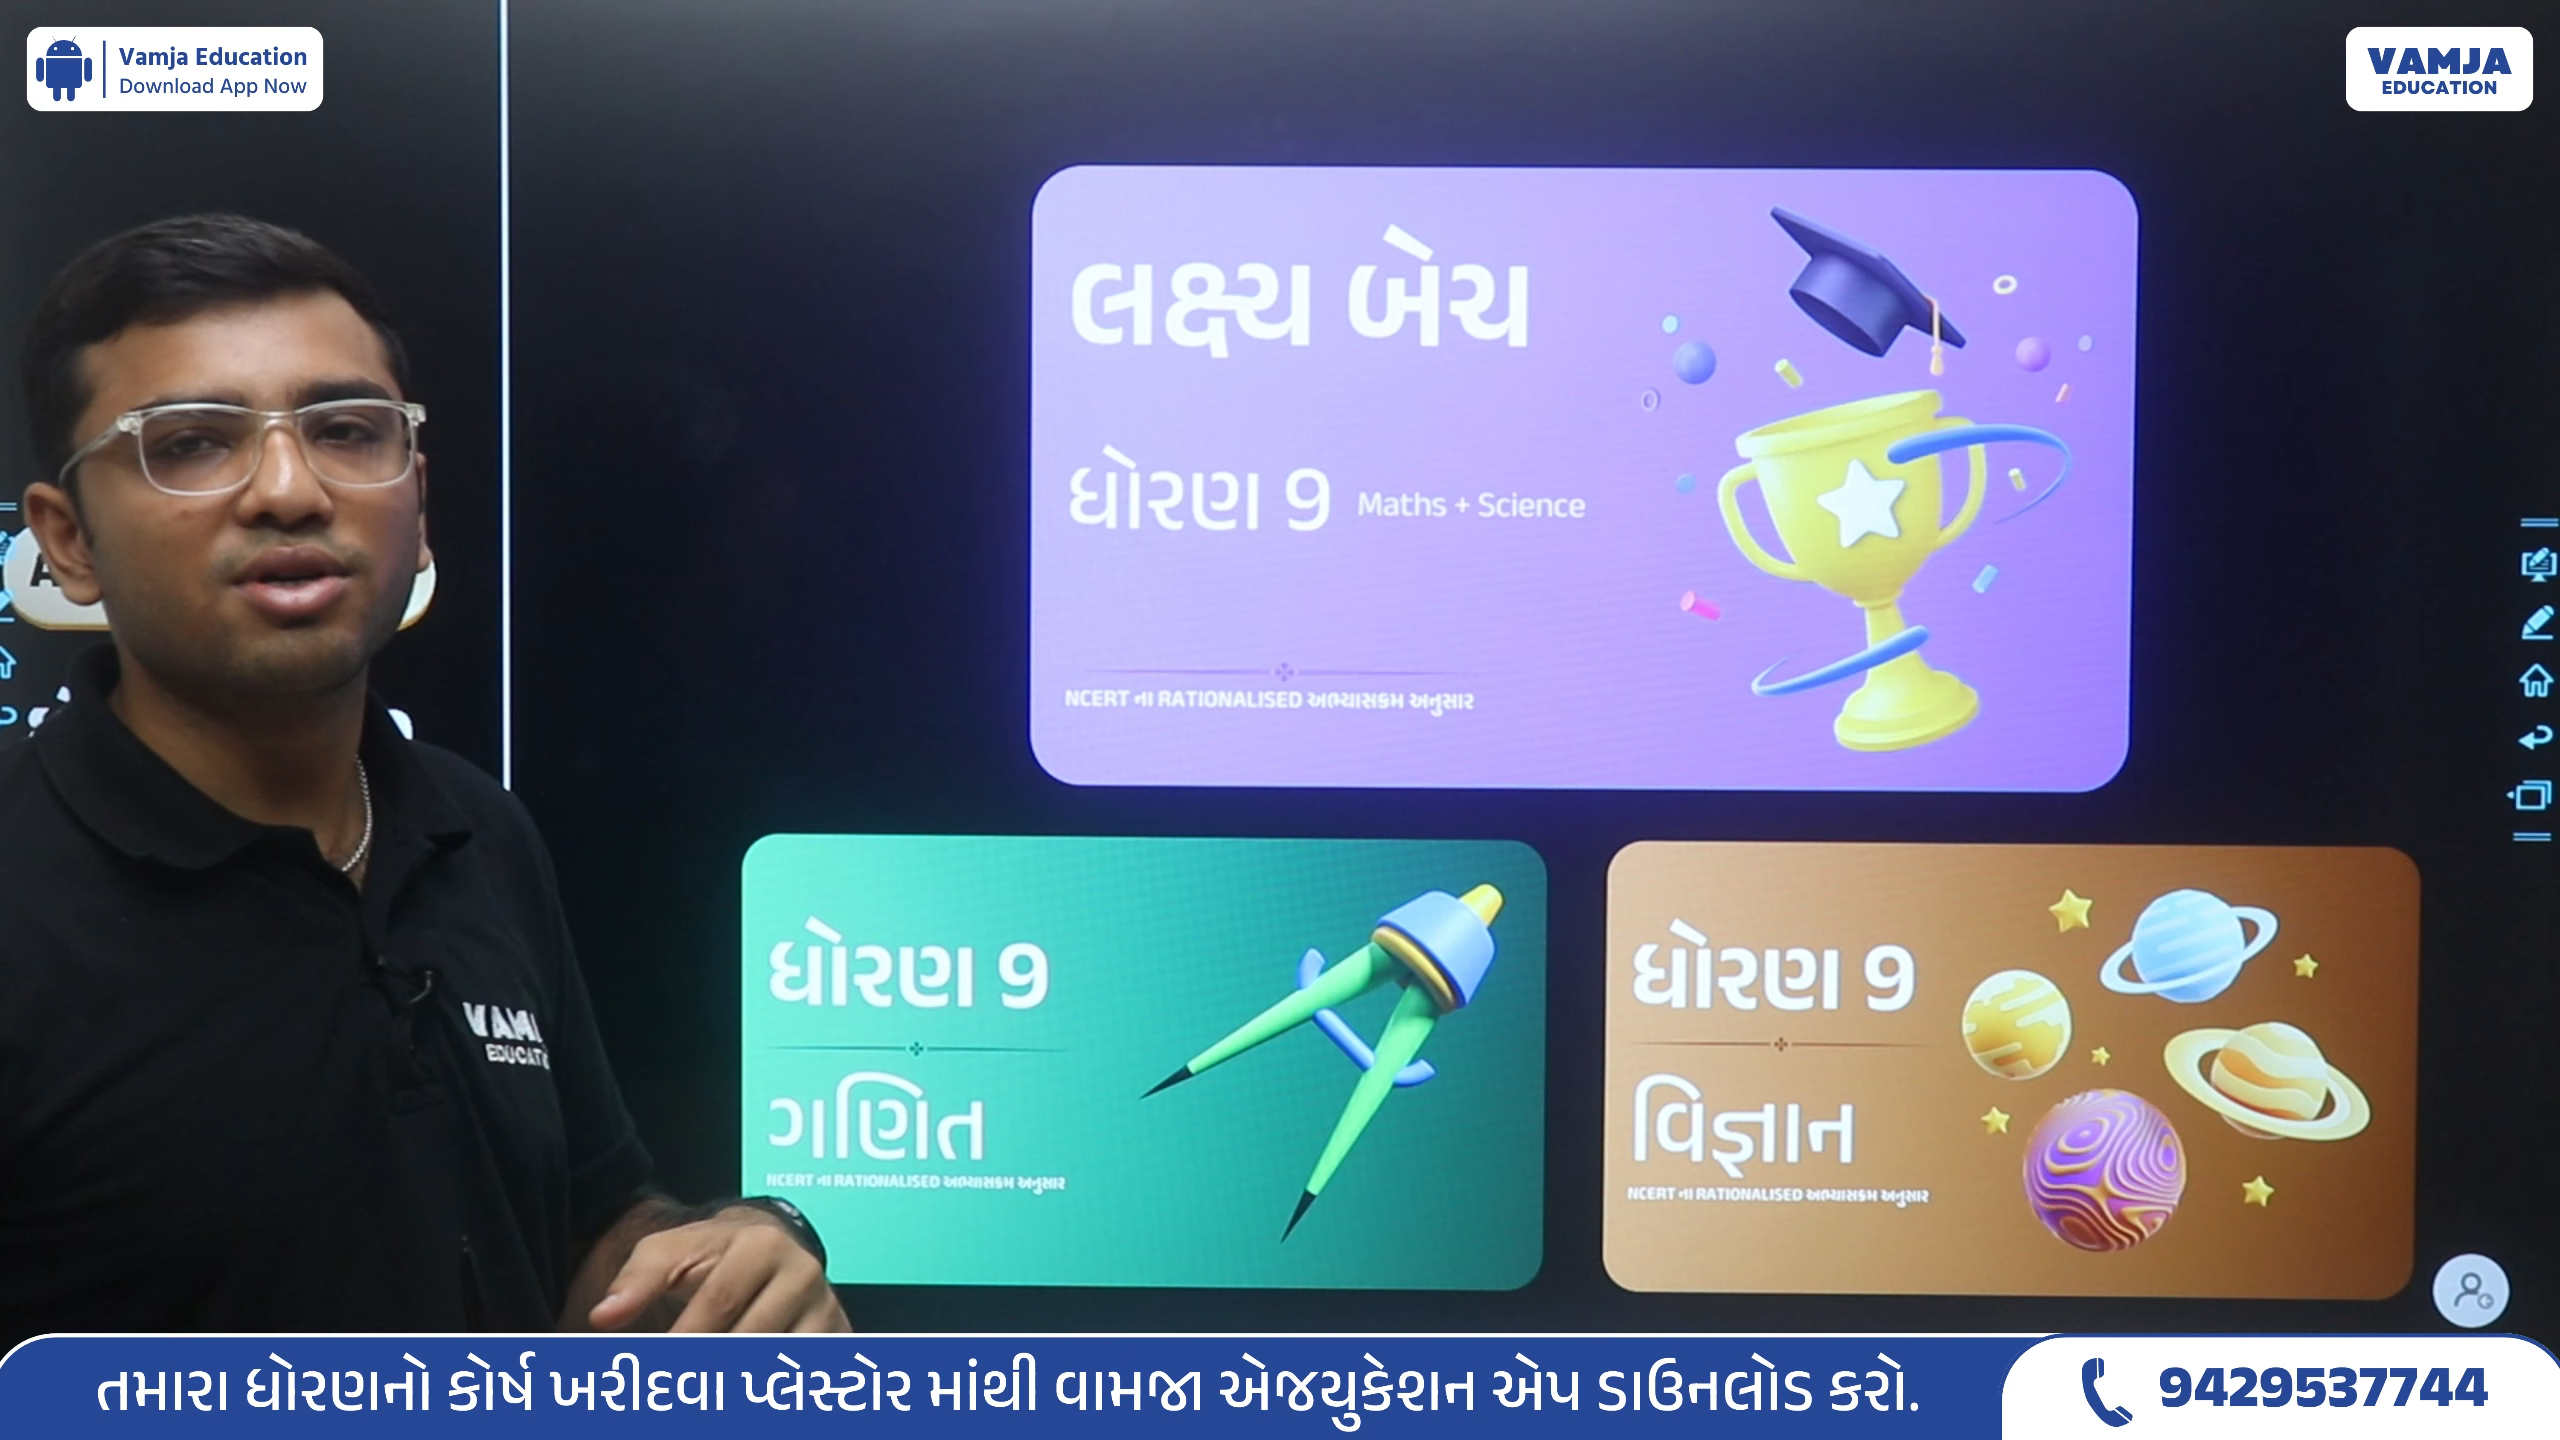 Vamja Education
Download App Now
VAMJA
EDUCATION
લક્ષ્ય બેચ
ધોરણ 9 Maths + Science
NCERT ના RATIONALISED અભ્યાસક્રમ અનુસાર
ધોરણ 9
ગણિત
NCERT ના RATIONALISED અભ્યાસક્રમ અનુસાર
ધોરણ 9
વિજ્ઞાન
NCERT ના RATIONALISED અભ્યાસક્રમ અનુસાર
તમારા ધોરણનો કોર્ષ ખરીદવા પ્લેસ્ટોર માંથી વામજા એજયુકેશન એપ ડાઉનલોડ કરો.
9429537744